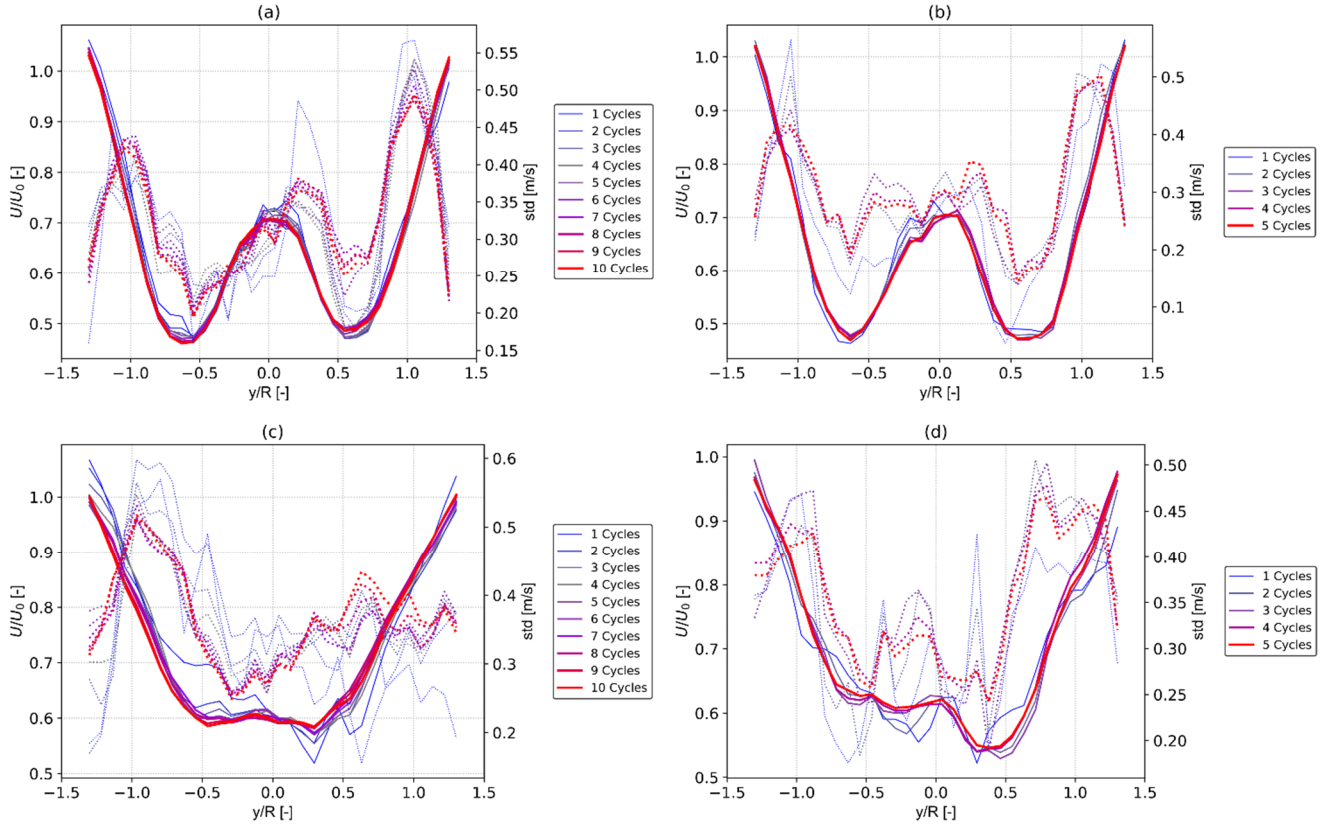 (a)
1.0
0.9
0.8
0.7
0.6
0.5
U/U0 [-]
0.55
0.50
0.45
0.40
0.35
0.30
0.25
0.20
0.15
std [m/s]
−1.5 −1.0 −0.5 0.0 0.5 1.0 1.5
y/R [-]
1 Cycles
2 Cycles
3 Cycles
4 Cycles
5 Cycles
6 Cycles
7 Cycles
8 Cycles
9 Cycles
10 Cycles
(b)
1.0
0.9
0.8
0.7
0.6
0.5
U/U0 [-]
0.5
0.4
0.3
0.2
0.1
std [m/s]
−1.5 −1.0 −0.5 0.0 0.5 1.0 1.5
y/R [-]
1 Cycles
2 Cycles
3 Cycles
4 Cycles
5 Cycles
(c)
1.0
0.9
0.8
0.7
0.6
0.5
U/U0 [-]
0.6
0.5
0.4
0.3
0.2
std [m/s]
−1.5 −1.0 −0.5 0.0 0.5 1.0 1.5
y/R [-]
1 Cycles
2 Cycles
3 Cycles
4 Cycles
5 Cycles
6 Cycles
7 Cycles
8 Cycles
9 Cycles
10 Cycles
(d)
1.0
0.9
0.8
0.7
0.6
0.5
U/U0 [-]
0.50
0.45
0.40
0.35
0.30
0.25
0.20
std [m/s]
−1.5 −1.0 −0.5 0.0 0.5 1.0 1.5
y/R [-]
1 Cycles
2 Cycles
3 Cycles
4 Cycles
5 Cycles